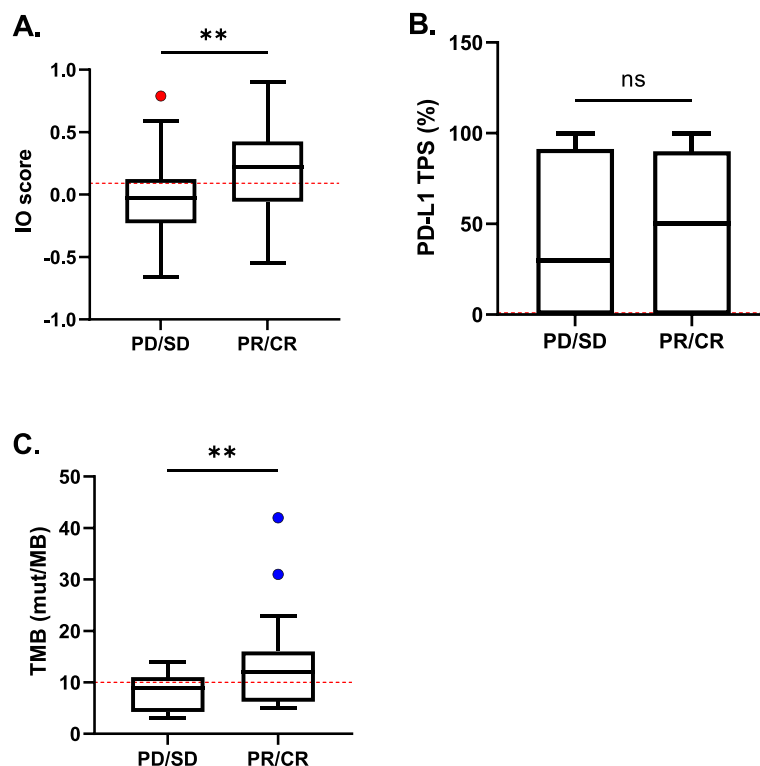 A.
**
IO score
1.0
0.5
0.0
-0.5
-1.0
PD/SD PR/CR
B.
ns
PD-L1 TPS (%)
150
100
50
0
PD/SD PR/CR
C.
**
TMB (mut/MB)
50
40
30
20
10
0
PD/SD PR/CR